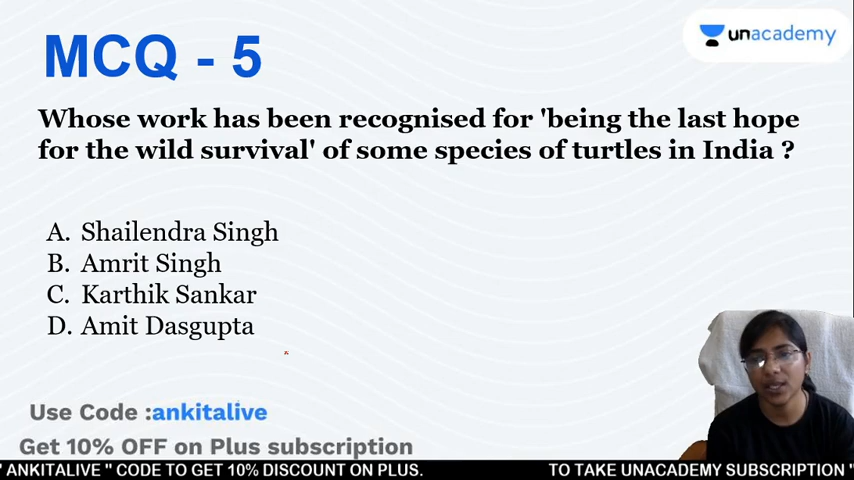 MCQ - 5
unacademy
Whose work has been recognised for 'being the last hope
for the wild survival' of some species of turtles in India ?
A. Shailendra Singh
B. Amrit Singh
C. Karthik Sankar
D. Amit Dasgupta
Use Code :ankitalive
Get 10% OFF on Plus subscription
" ANKITALIVE " CODE TO GET 10% DISCOUNT ON PLUS. TO TAKE UNACADEMY SUBSCRIPTION "